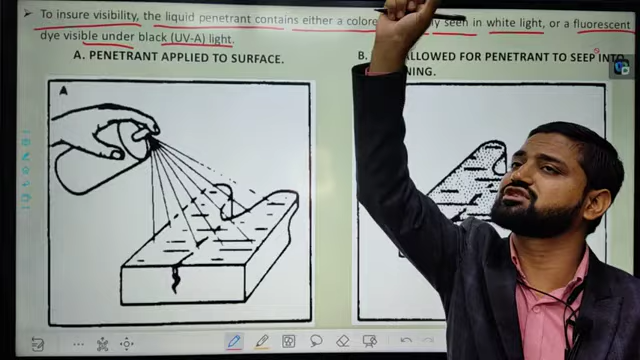 ➤ To insure visibility, the liquid penetrant contains either a colore seen in white light, or a fluorescent
dye visible under black (UV-A) light.
A. PENETRANT APPLIED TO SURFACE.
B. ALLOWED FOR PENETRANT TO SEEP INTO
NING.
A